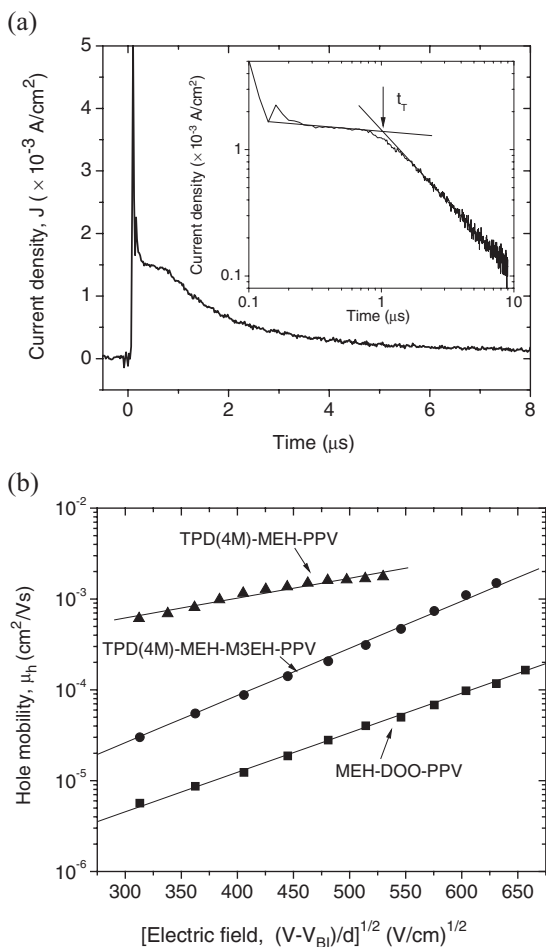 (a)
5
4
3
2
1
0
Current density, J ( × 10⁻³ A/cm²)
0 2 4 6 8
Time (μs)
1
0.1
Current density (× 10⁻³ A/cm²)
t_T
0.1 1 10
Time (μs)
(b)
10⁻²
10⁻³
10⁻⁴
10⁻⁵
10⁻⁶
Hole mobility, μ_h (cm²/Vs)
TPD(4M)-MEH-PPV
TPD(4M)-MEH-M3EH-PPV
MEH-DOO-PPV
300 350 400 450 500 550 600 650
[Electric field, (V-V_BI)/d]^1/2 (V/cm)^1/2